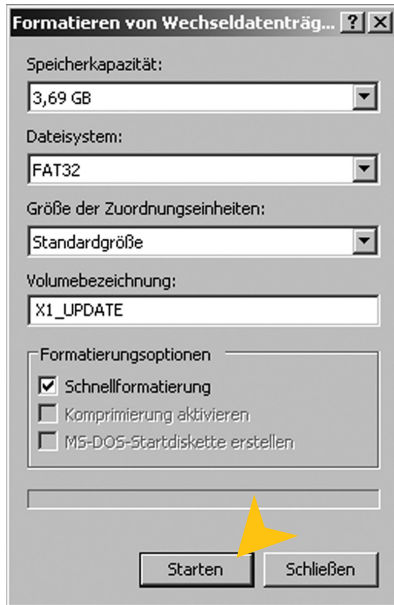 Formatieren von Wechseldatenträg...
Speicherkapazität:
3,69 GB
Dateisystem:
FAT32
Größe der Zuordnungseinheiten:
Standardgröße
Volumebezeichnung:
X1_UPDATE
Formatierungsoptionen
Schnellformatierung
Komprimierung aktivieren
MS-DOS-Startdiskette erstellen
Starten Schließen